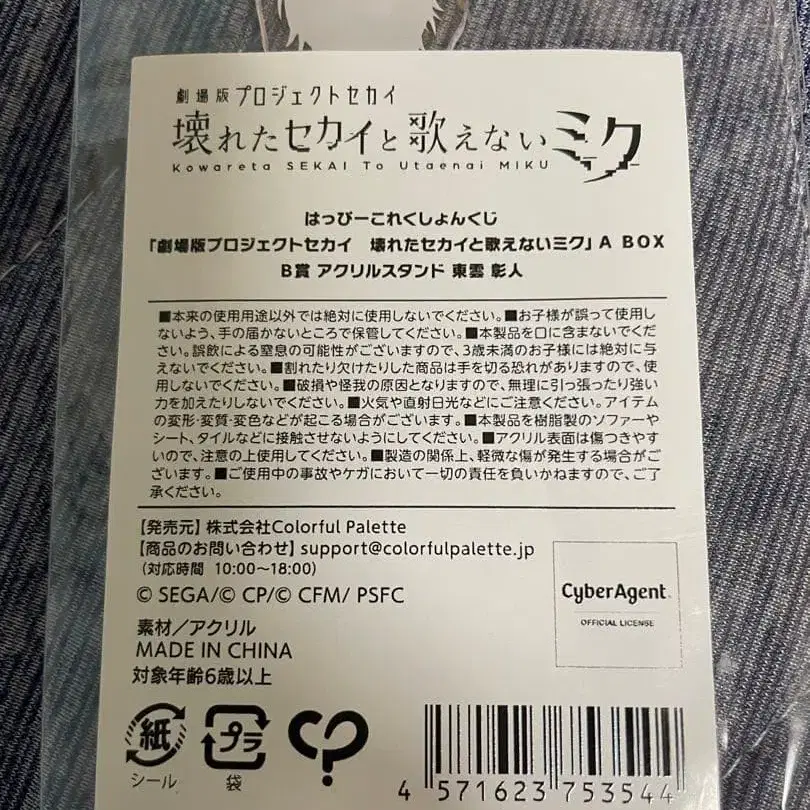 劇場版 プロジェクトセカイ
壊れたセカイと歌えないミク
Kowareta SEKAI To Utaenai MIKU
はっぴーこれくしょんくじ
「劇場版プロジェクトセカイ 壊れたセカイと歌えないミク」A BOX
B賞 アクリルスタンド 東雲 彰人
■本来の使用用途以外では絶対に使用しないでください。■お子様が誤って使用し
ないよう、手の届かないところで保管してください。■本製品を口に含まないでくだ
さい。誤飲による窒息の可能性がございますので、3歳未満のお子様には絶対に与
えないでください。■割れたり欠けたりした商品は手を切る恐れがありますので、使
用しないでください。■破損や怪我の原因となりますので、無理に引っ張ったり強い
力を加えたりしないでください。■火気や直射日光などにご注意ください。アイテム
の変形・変質・変色などが起こる場合がございます。■本製品を樹脂製のソファーや
シート、タイルなどに接触させないようにしてください。■アクリル表面は傷つきやす
いので、注意の上使用してください。■製造の関係上、軽微な傷が発生する場合がご
ざいます。■ご使用中の事故やケガにおいて一切の責任を負いかねますので、ご了
承ください。
【発売元】株式会社Colorful Palette
【商品のお問い合わせ】support@colorfulpalette.jp
(対応時間 10:00~18:00)
© SEGA/© CP/© CFM/ PSFC
CyberAgent
OFFICIAL LICENSE
素材/アクリル
MADE IN CHINA
対象年齢6歳以上
紙 プラ
シール 袋
4 571623 753544